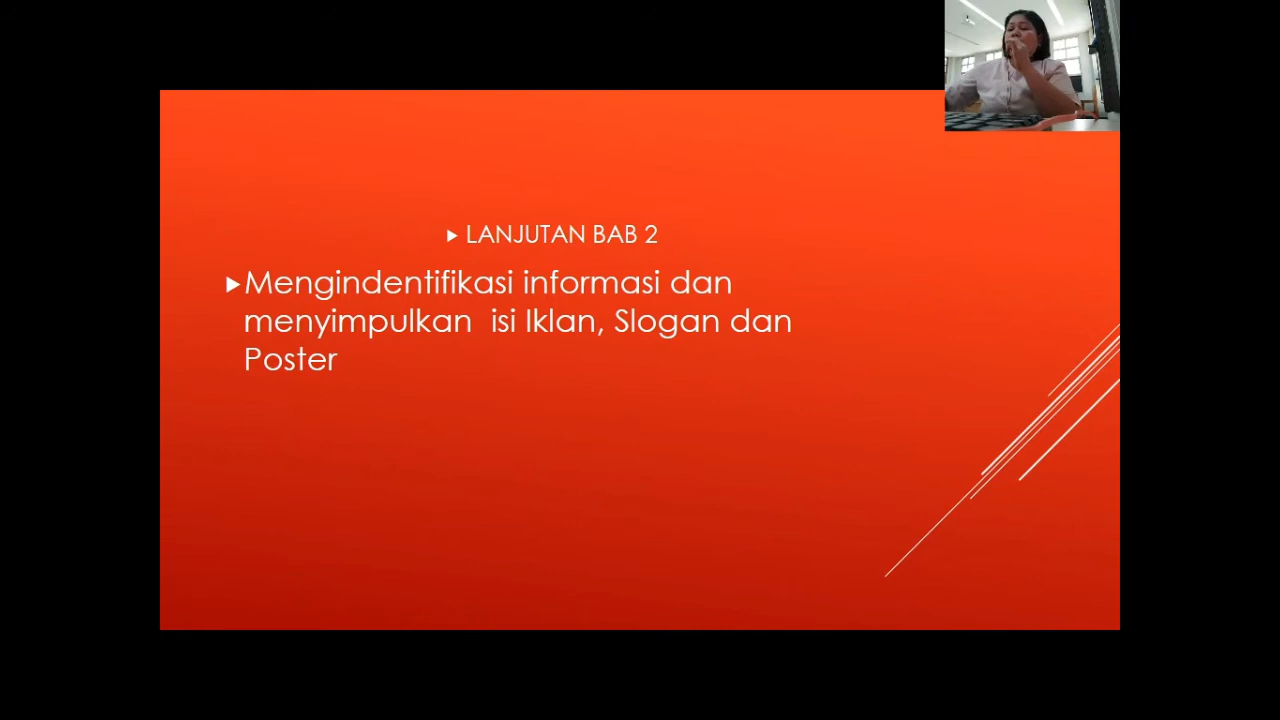 LANJUTAN BAB 2
Mengindentifikasi informasi dan
menyimpulkan isi Iklan, Slogan dan
Poster